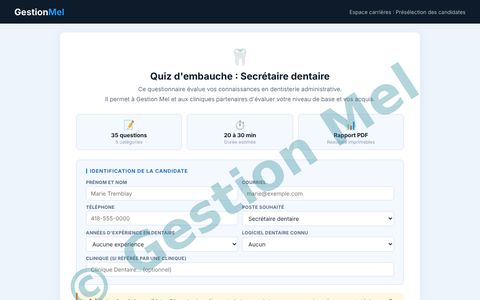 GestionMel
Espace carrières : Présélection des candidates
Quiz d'embauche : Secrétaire dentaire
Ce questionnaire évalue vos connaissances en dentisterie administrative.
Il permet à Gestion Mel et aux cliniques partenaires d'évaluer votre niveau de base et vos acquis.
35 questions
5 catégories
20 à 30 min
Durée estimée
Rapport PDF
Résultats imprimables
IDENTIFICATION DE LA CANDIDATE
PRÉNOM ET NOM
COURRIEL
Marie Tremblay
marie@exemple.com
TÉLÉPHONE
POSTE SOUHAITÉ
418-555-0000
Secrétaire dentaire
ANNÉES D'EXPÉRIENCE EN DENTAIRE
LOGICIEL DENTAIRE CONNU
Aucune expérience
Aucun
CLINIQUE (SI RÉFÉRÉE PAR UNE CLINIQUE)
Clinique Dentaire... (optionnel)
© Gestion Mel